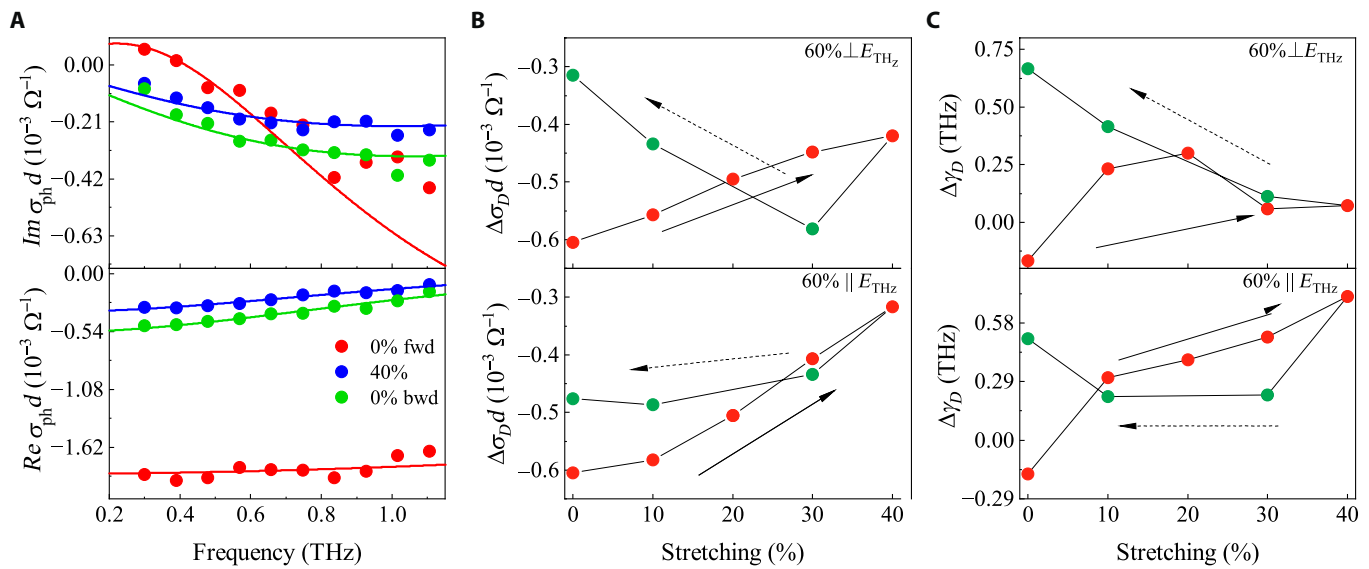 A
0.00
−0.21
−0.42
−0.63
Im σph d (10⁻³ Ω⁻¹)
0.00
−0.54
−1.08
−1.62
Re σph d (10⁻³ Ω⁻¹)
0% fwd
40%
0% bwd
0.2 0.4 0.6 0.8 1.0
Frequency (THz)
B
60%⊥ETHz
−0.3
−0.4
−0.5
−0.6
ΔσD d (10⁻³ Ω⁻¹)
60% || ETHz
−0.3
−0.4
−0.5
−0.6
ΔσD d (10⁻³ Ω⁻¹)
0 10 20 30 40
Stretching (%)
C
60%⊥ETHz
0.75
0.50
0.25
0.00
ΔγD (THz)
60% || ETHz
0.58
0.29
0.00
−0.29
ΔγD (THz)
0 10 20 30 40
Stretching (%)